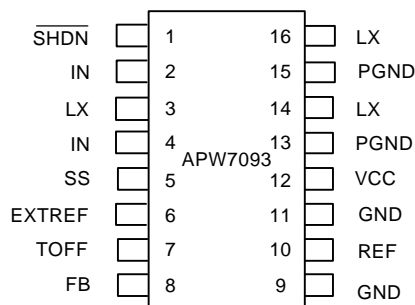 SHDN 1 16 LX
IN 2 15 PGND
LX 3 14 LX
IN 4 13 PGND
APW7093
SS 5 12 VCC
EXTREF 6 11 GND
TOFF 7 10 REF
FB 8 9 GND